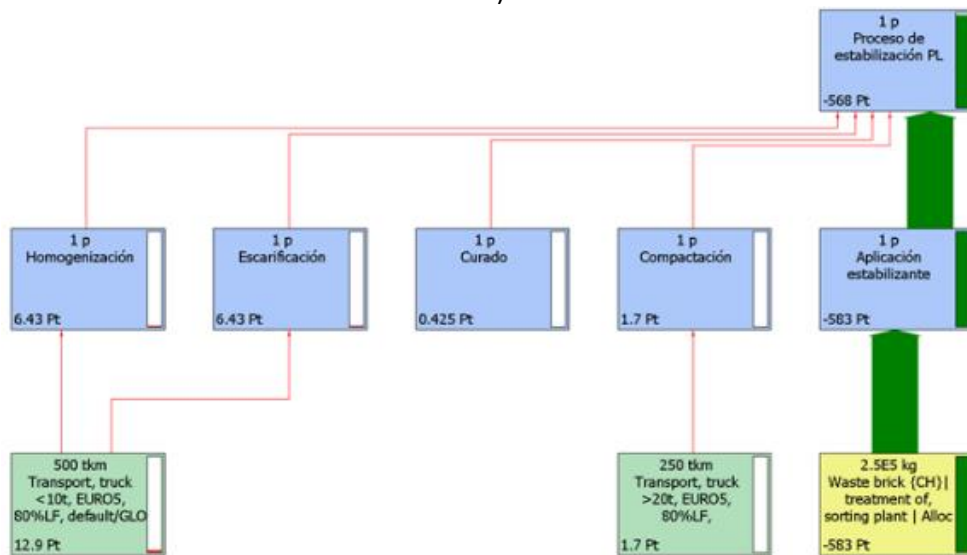 1 p
Proceso de
estabilización PL
-568 Pt
1 p
Homogenización
6.43 Pt
1 p
Escarificación
6.43 Pt
1 p
Curado
0.425 Pt
1 p
Compactación
1.7 Pt
1 p
Aplicación
estabilizante
-583 Pt
500 tkm
Transport, truck
<10t, EURO5,
80%LF, default/GLO
12.9 Pt
250 tkm
Transport, truck
>20t, EURO5,
80%LF,
1.7 Pt
2.5E5 kg
Waste brick {CH}|
treatment of,
sorting plant | Alloc
-583 Pt